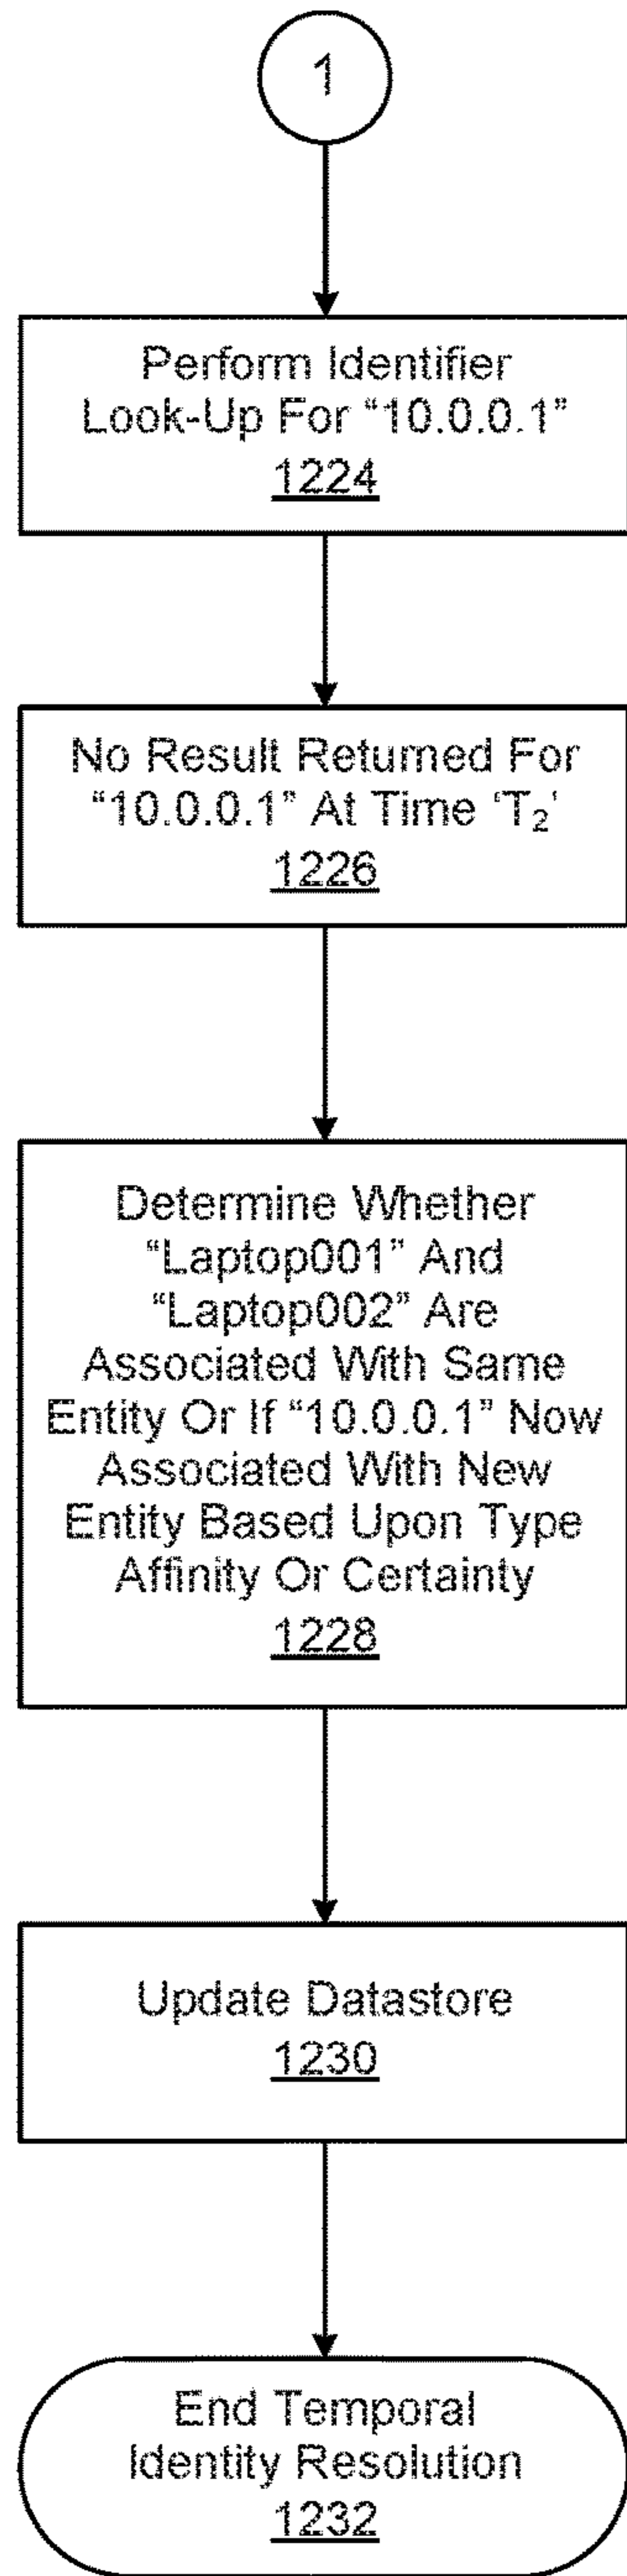 1
Perform Identifier
Look-Up For “10.0.0.1”
1224
No Result Returned For
“10.0.0.1” At Time ‘T₂’
1226
Determine Whether
“Laptop001” And
“Laptop002” Are
Associated With Same
Entity Or If “10.0.0.1” Now
Associated With New
Entity Based Upon Type
Affinity Or Certainty
1228
Update Datastore
1230
End Temporal
Identity Resolution
1232